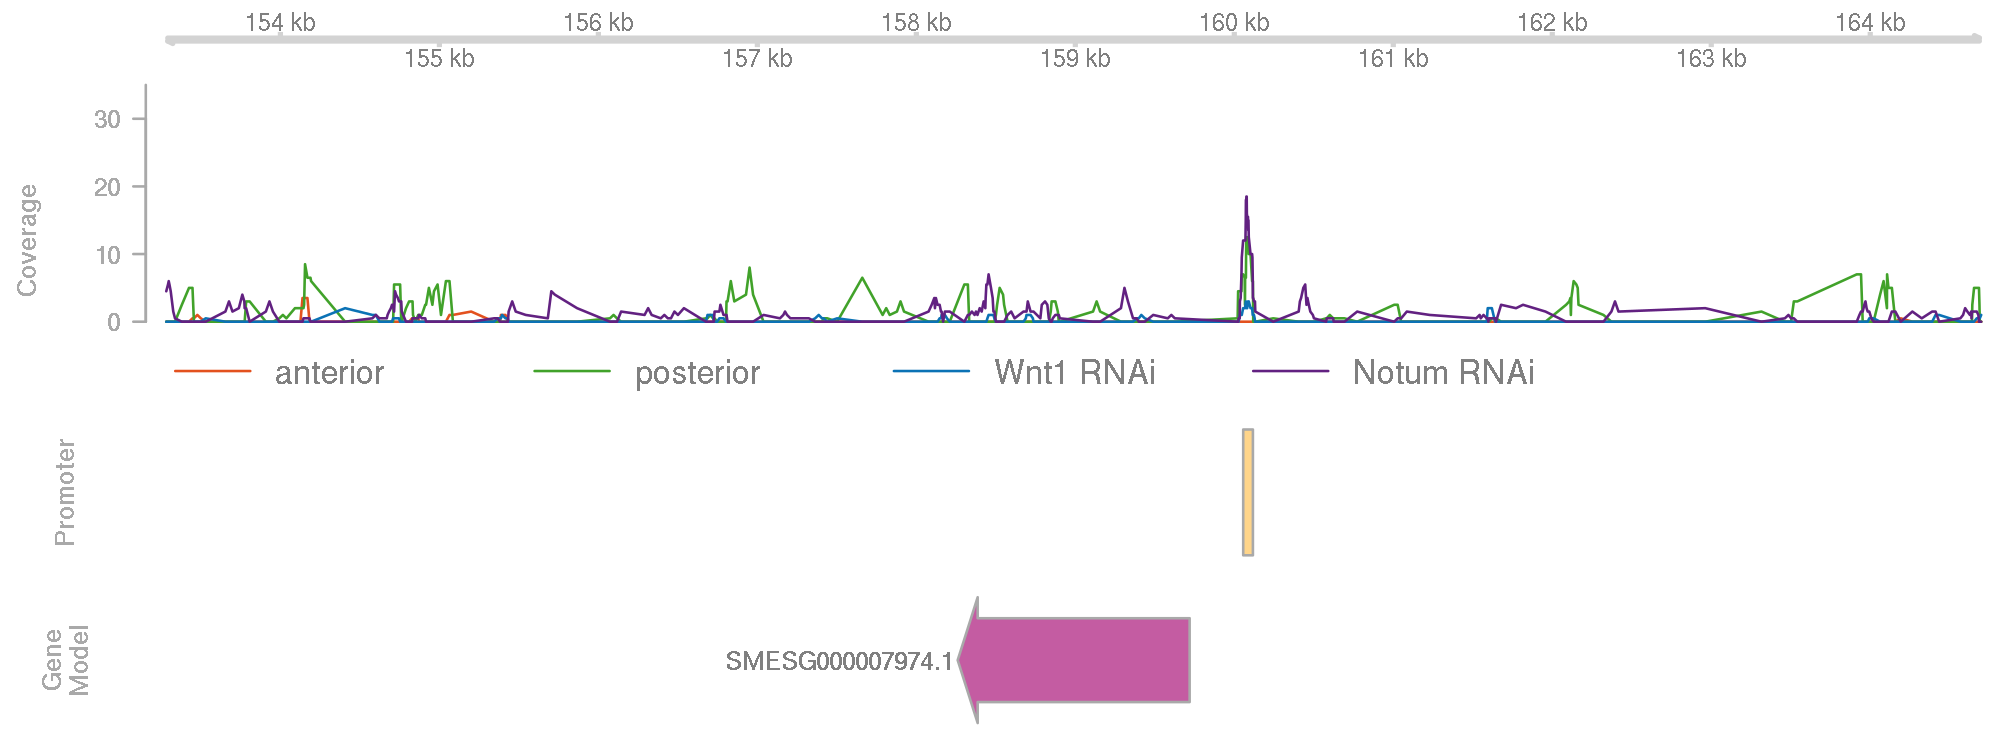 154 kb 156 kb 158 kb 160 kb 162 kb 164 kb
155 kb 157 kb 159 kb 161 kb 163 kb
Coverage
30
20
10
0
anterior posterior Wnt1 RNAi Notum RNAi
Promoter
Gene
Model
SMESG000007974.1